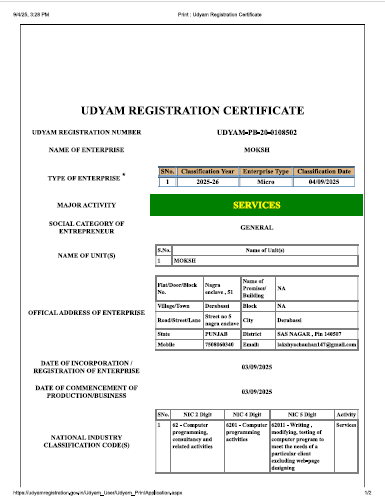 9/4/25, 3:28 PM Print : Udyam Registration Certificate
UDYAM REGISTRATION CERTIFICATE
UDYAM REGISTRATION NUMBER UDYAM-PB-20-0108502
NAME OF ENTERPRISE MOKSH
TYPE OF ENTERPRISE *
SNo. Classification Year Enterprise Type Classification Date
1 2025-26 Micro 04/09/2025
MAJOR ACTIVITY SERVICES
SOCIAL CATEGORY OF
ENTREPRENEUR
GENERAL
NAME OF UNIT(S)
S.No. Name of Unit(s)
1 MOKSH
OFFICAL ADDRESS OF ENTERPRISE
Flat/Door/Block No. Nagra enclave , 51 Name of Premises/ Building NA
Village/Town Derabassi Block NA
Road/Street/Lane Street no 5 nagra enclave City Derabassi
State PUNJAB District SAS NAGAR , Pin 140507
Mobile 7508060340 Email: lakshyachauhan147@gmail.com
DATE OF INCORPORATION /
REGISTRATION OF ENTERPRISE
03/09/2025
DATE OF COMMENCEMENT OF
PRODUCTION/BUSINESS
03/09/2025
NATIONAL INDUSTRY
CLASSIFICATION CODE(S)
SNo. NIC 2 Digit NIC 4 Digit NIC 5 Digit Activity
1 62 - Computer programming, consultancy and related activities 6201 - Computer programming activities 62011 - Writing , modifying, testing of computer program to meet the needs of a particular client excluding web-page designing Services
https://udyamregistration.gov.in/Udyam_User/Udyam_PrintApplication.aspx 1/2